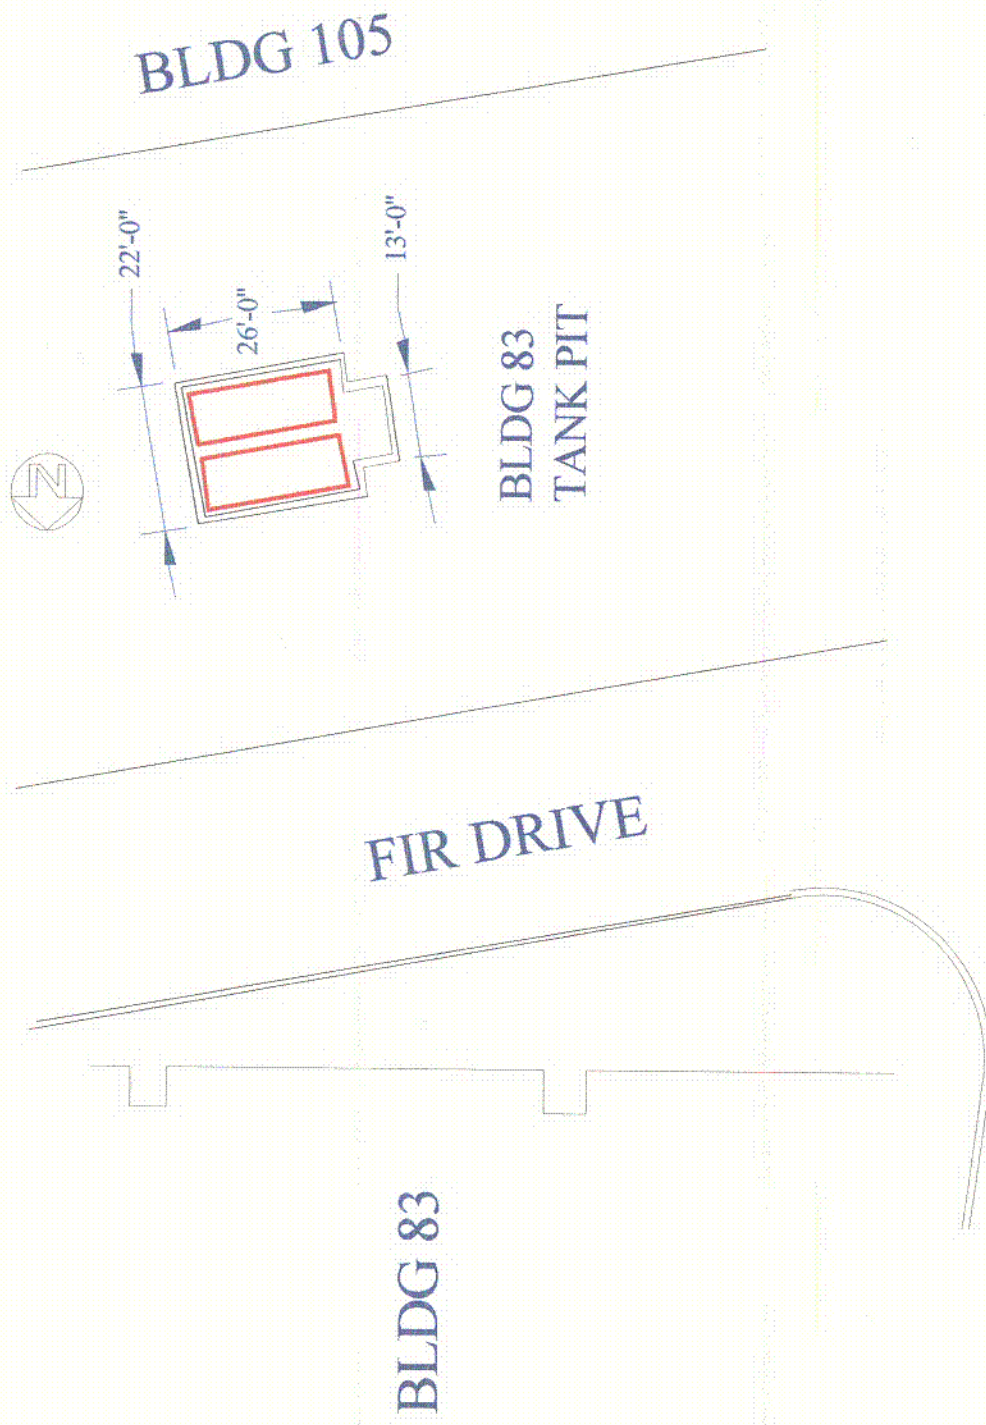 BLDG 105
22'-0"
26'-0"
13'-0"
N
BLDG 83
TANK PIT
FIR DRIVE
BLDG 83